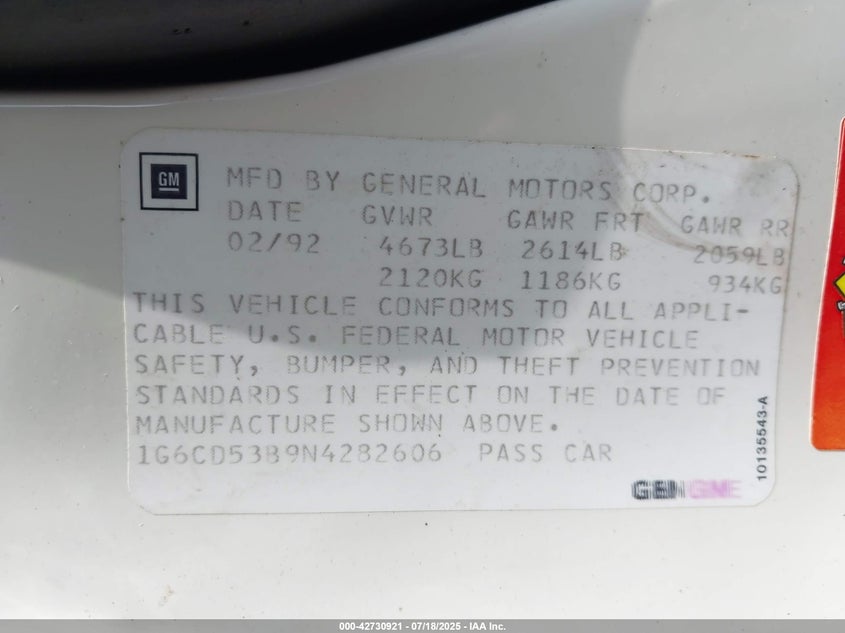 GM
MFD BY GENERAL MOTORS CORP.
DATE GVWR GAWR FRT GAWR RR
02/92 4673LB 2614LB 2059LB
2120KG 1186KG 934KG
THIS VEHICLE CONFORMS TO ALL APPLI-
CABLE U.S. FEDERAL MOTOR VEHICLE
SAFETY, BUMPER, AND THEFT PREVENTION
STANDARDS IN EFFECT ON THE DATE OF
MANUFACTURE SHOWN ABOVE.
1G6CD53B9N4282606 PASS CAR
10135543-A
000-42730921 - 07/18/2025 - IAA Inc.